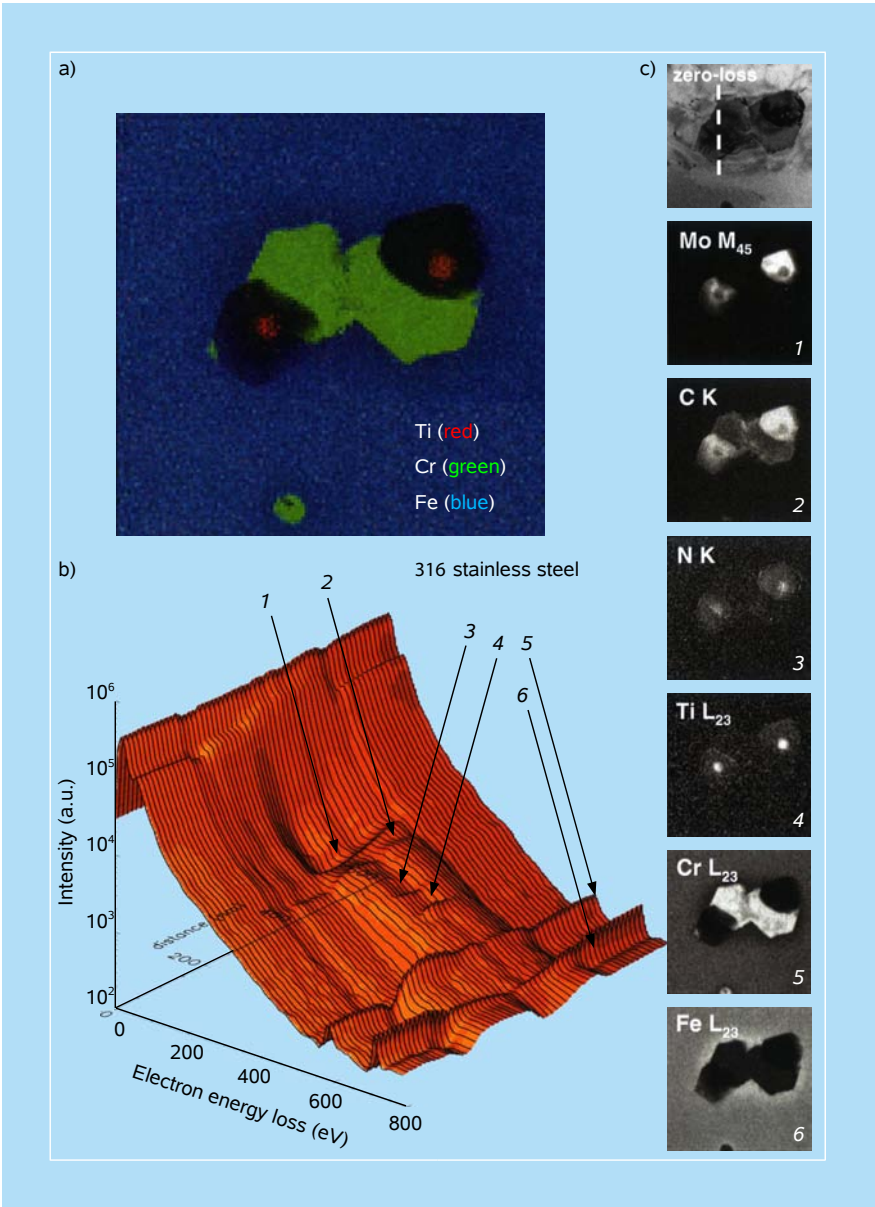 a)
Ti (red)
Cr (green)
Fe (blue)
b)
316 stainless steel
1
2
3
4
5
6
Intensity (a.u.)
10⁶
10⁵
10⁴
10³
10²
distance
200
0
0
200
400
600
800
Electron energy loss (eV)
c)
zero-loss
Mo M₄₅
1
C K
2
N K
3
Ti L₂₃
4
Cr L₂₃
5
Fe L₂₃
6